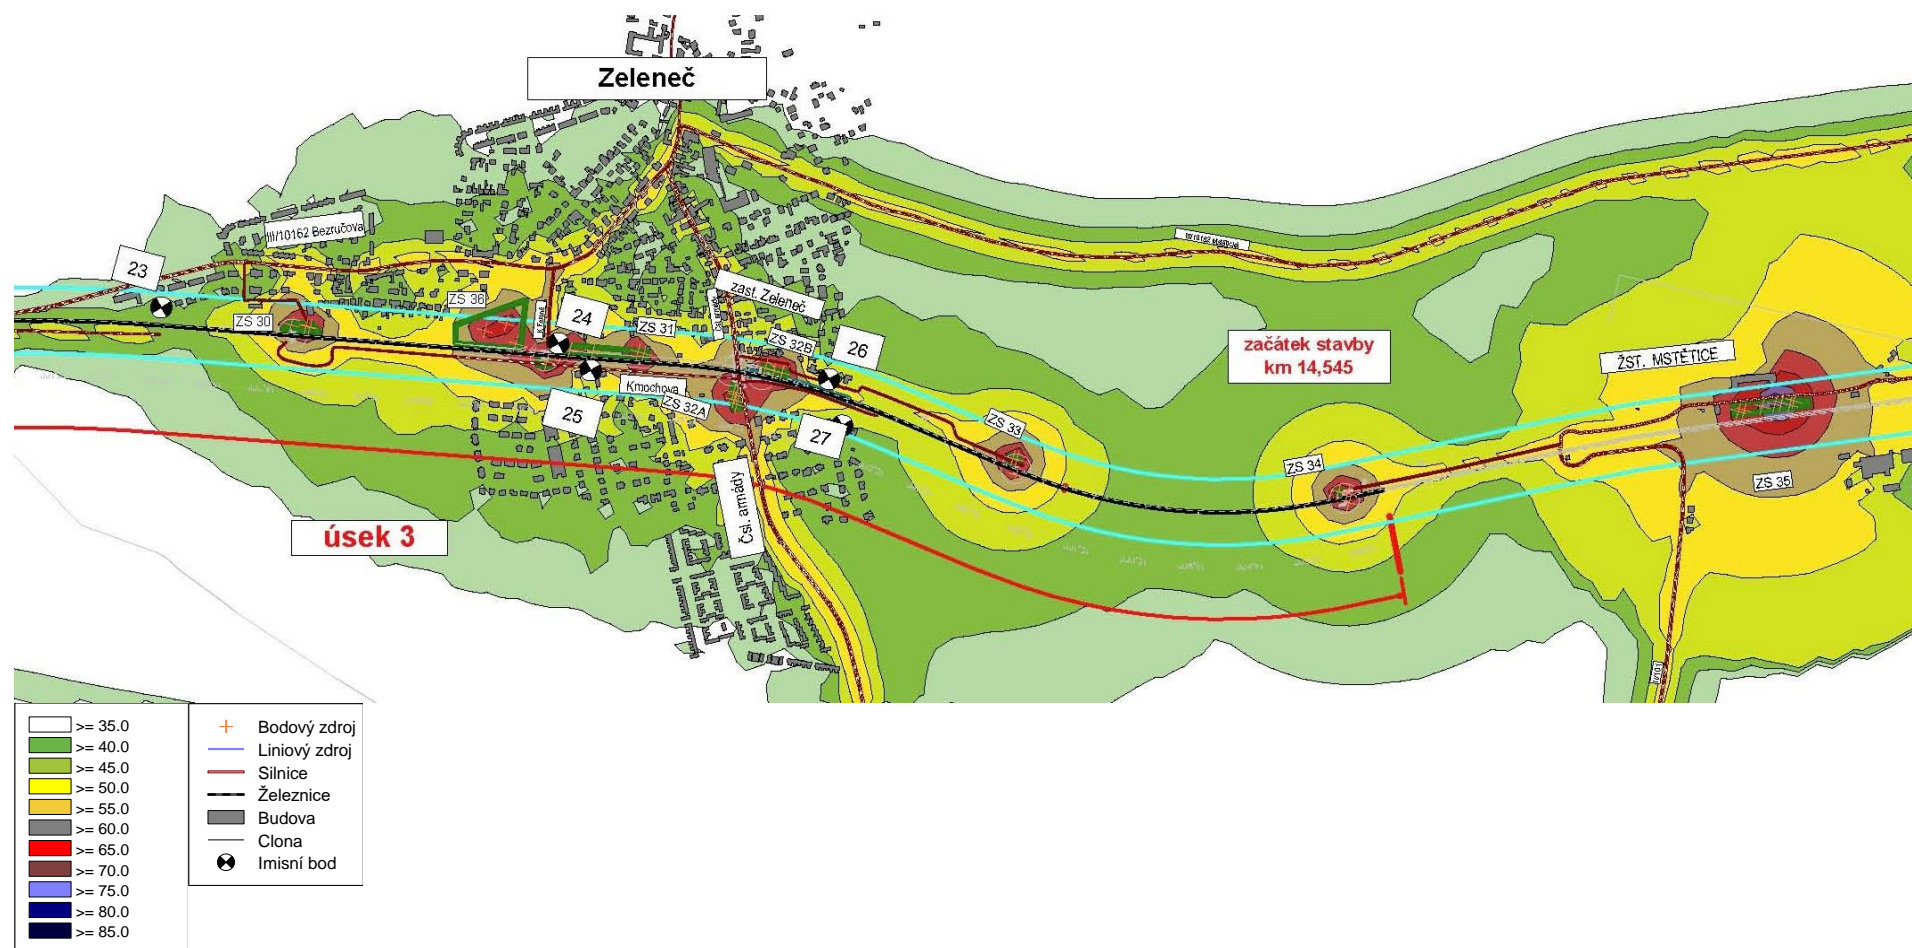 Zeleneč
III/10162 Bezručova
23
ZS 36
zast. Zeleneč
ZS 30
24
ZS 31
ZS 32B
26
začátek stavby
km 14,545
ŽST. MSTĚTICE
Kmochova
ZS 32A
25
27
ZS 33
ZS 34
ZS 35
Čsl. armády
úsek 3
>= 35.0
>= 40.0
>= 45.0
>= 50.0
>= 55.0
>= 60.0
>= 65.0
>= 70.0
>= 75.0
>= 80.0
>= 85.0
Bodový zdroj
Liniový zdroj
Silnice
Železnice
Budova
Clona
Imisní bod